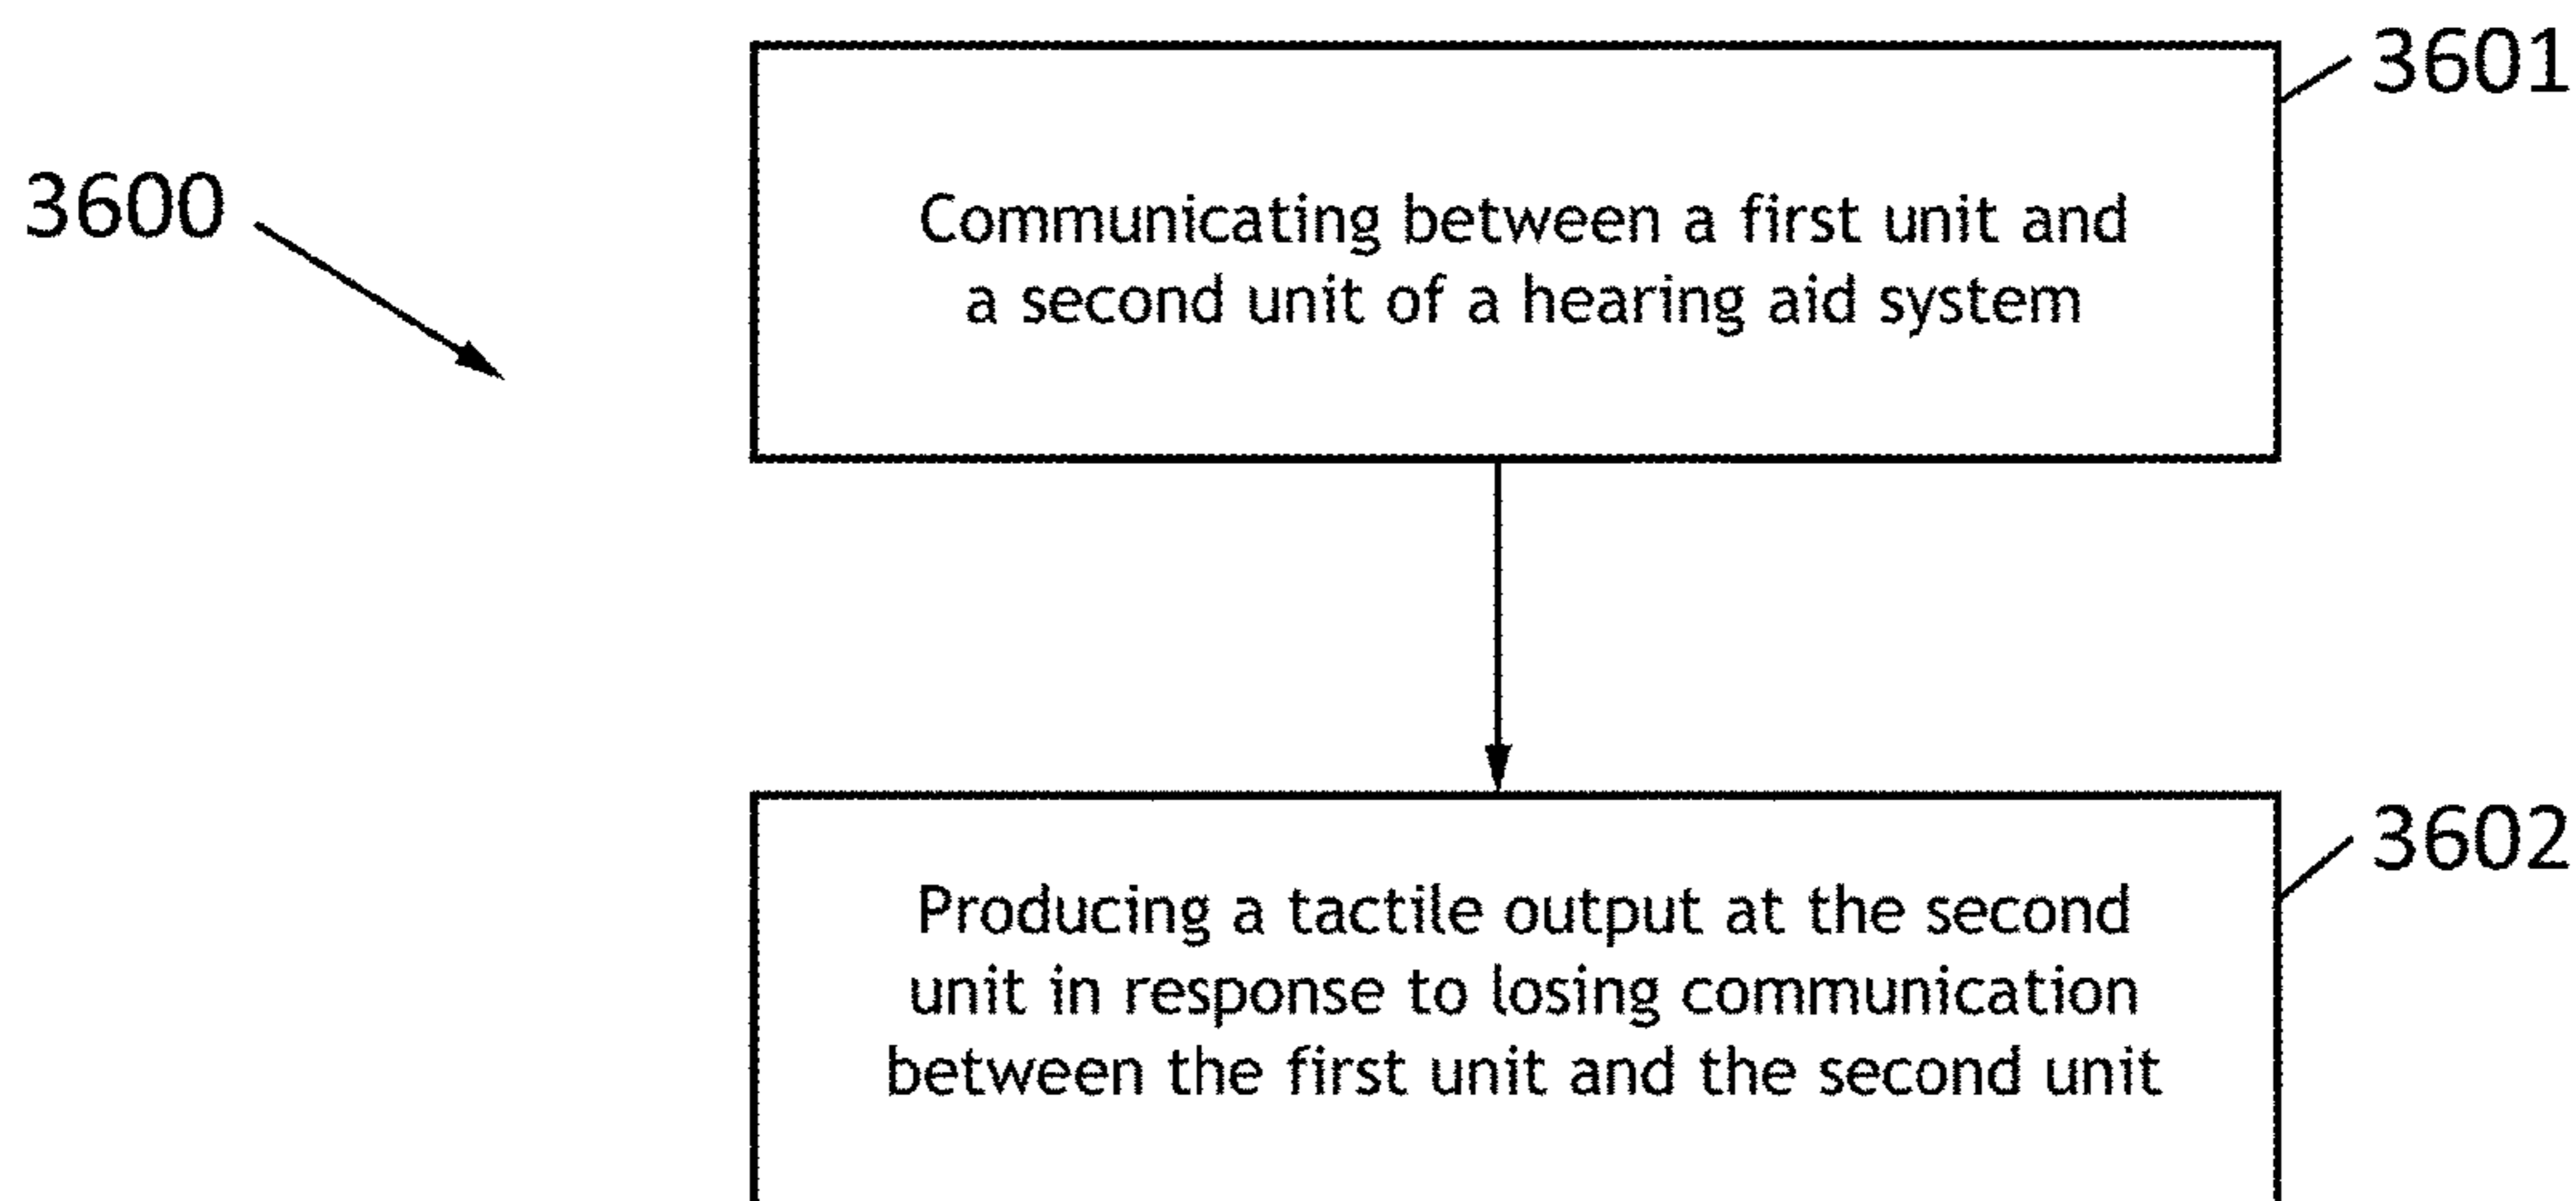 3601
3600
Communicating between a first unit and
a second unit of a hearing aid system
3602
Producing a tactile output at the second
unit in response to losing communication
between the first unit and the second unit